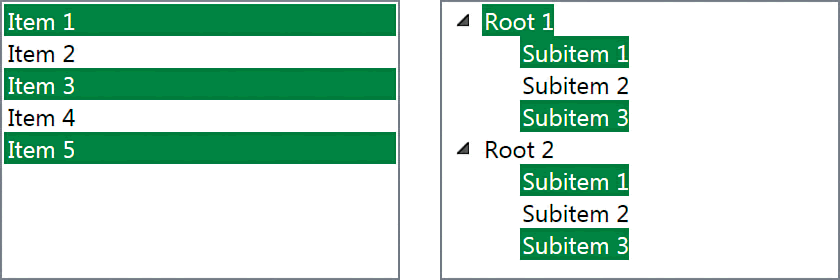 Item 1
Item 2
Item 3
Item 4
Item 5
Root 1
Subitem 1
Subitem 2
Subitem 3
Root 2
Subitem 1
Subitem 2
Subitem 3